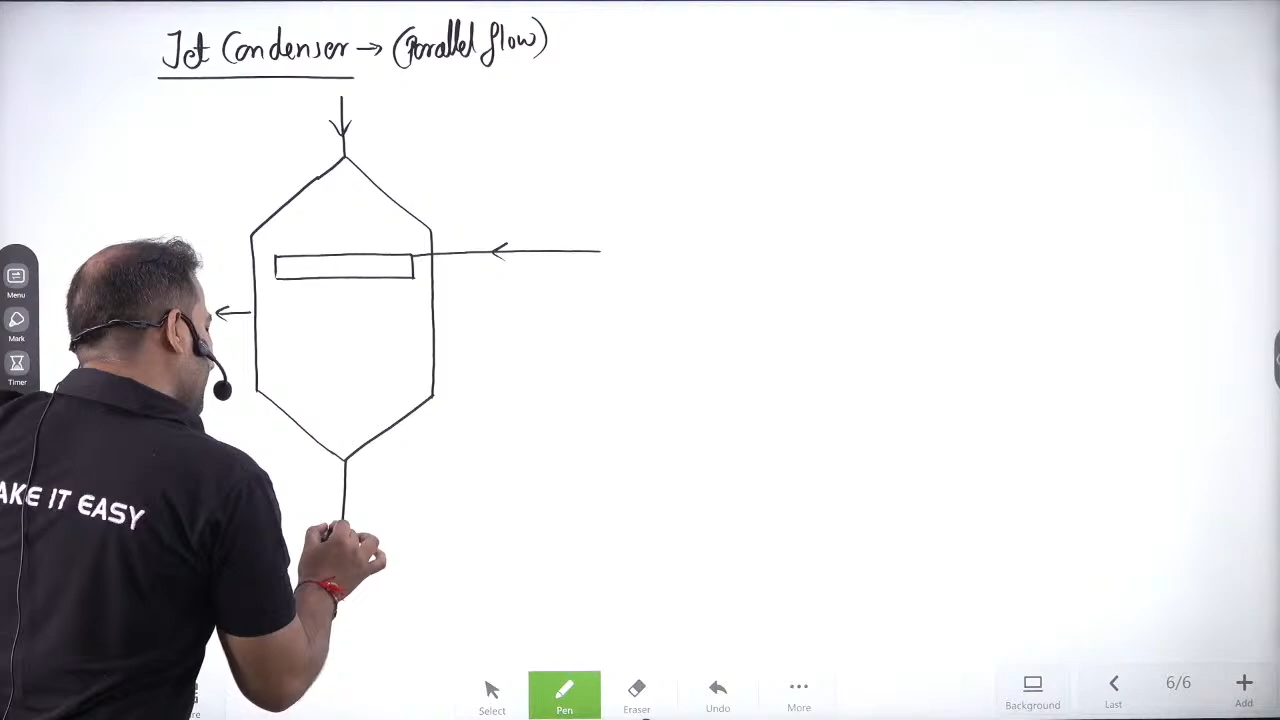 Jet Condenser → (Parallel flow)
Menu
Mark
Timer
AKE IT EASY
re
Select
Pen
Eraser
Undo
More
Background
Last
6/6
Add